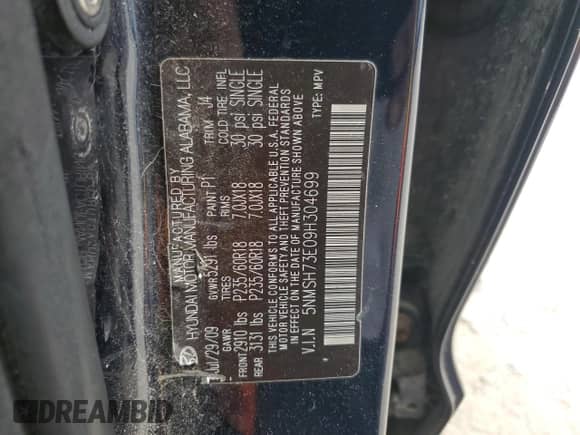 MANUFACTURED BY
HYUNDAI MOTOR MANUFACTURING ALABAMA, LLC
Jul/29/09 GVWR 5291 lbs PAINT P1 TRIM J4
GAWR COLD TIRE INFL
FRONT 2910 lbs P235/60R18 7.0JX18 30 psi SINGLE
REAR 3131 lbs P235/60R18 7.0JX18 30 psi SINGLE
THIS VEHICLE CONFORMS TO ALL APPLICABLE U.S.A. FEDERAL
MOTOR VEHICLE SAFETY AND THEFT PREVENTION STANDARDS
IN EFFECT ON THE DATE OF MANUFACTURE SHOWN ABOVE
V.I.N 5NMSH73E09H304699 TYPE: MPV
DREAMBID